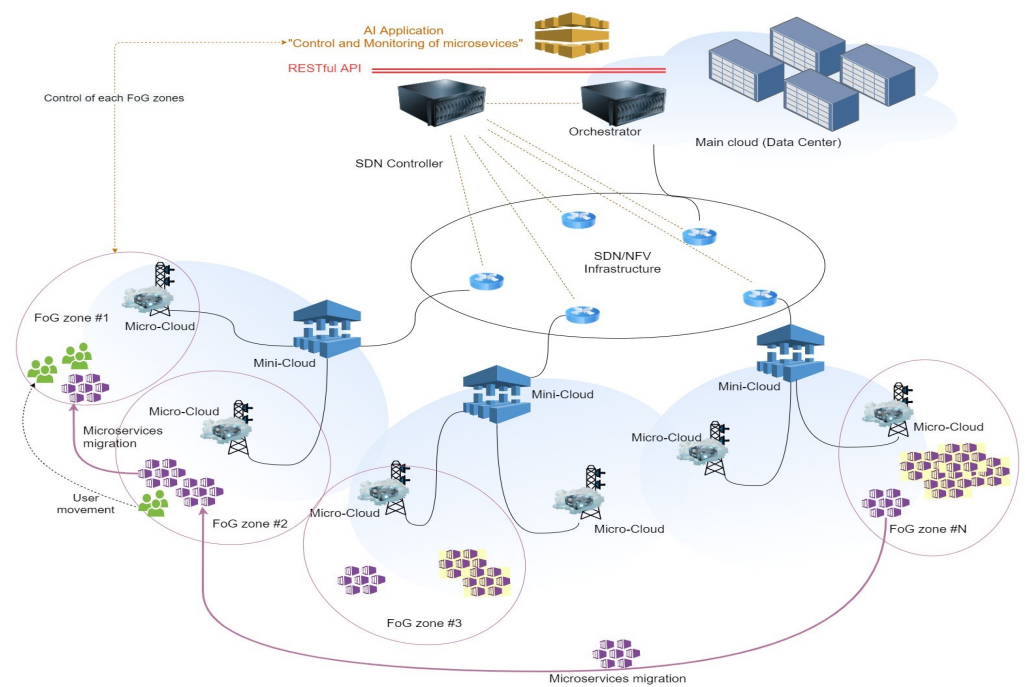 AI Application
"Control and Monitoring of microsevices"
RESTful API
Control of each FoG zones
Orchestrator
Main cloud (Data Center)
SDN Controller
SDN/NFV
Infrastructure
FoG zone #1
Micro-Cloud
Mini-Cloud
Mini-Cloud
Mini-Cloud
Micro-Cloud
Microservices
migration
Micro-Cloud
Micro-Cloud
User
movement
FoG zone #2
Micro-Cloud
Micro-Cloud
FoG zone #N
FoG zone #3
Microservices migration